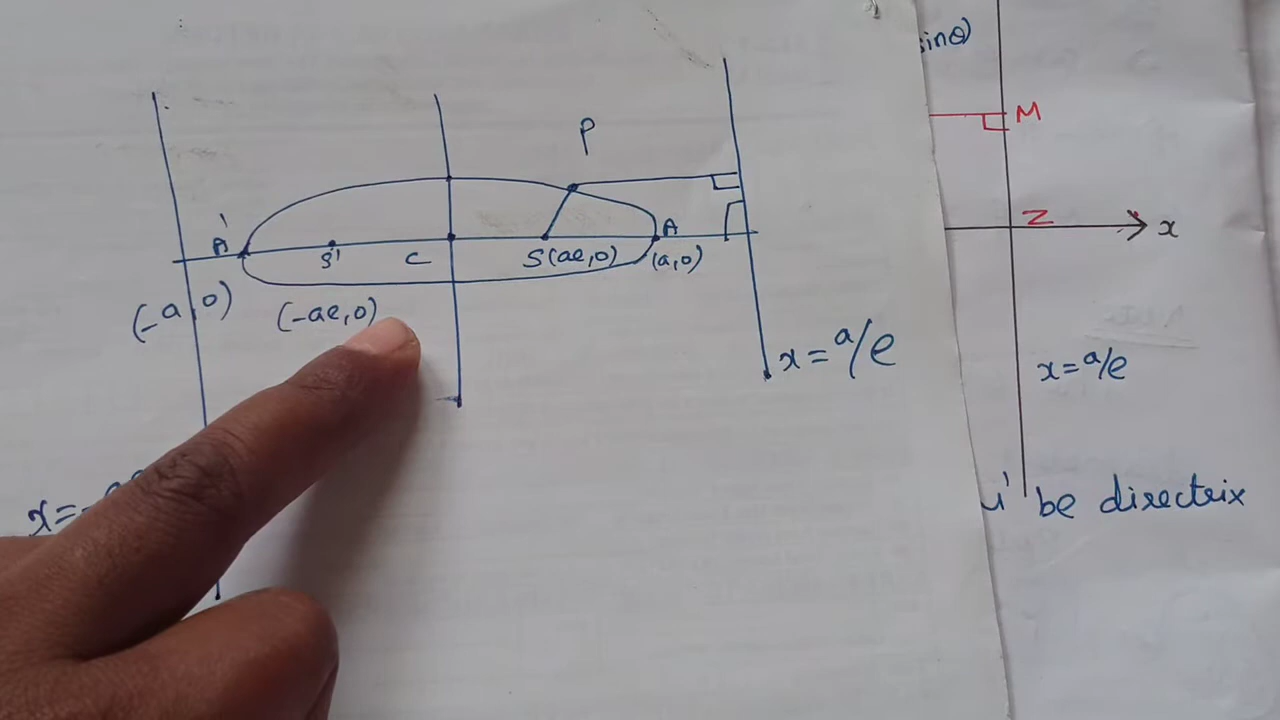 P
A'
S'
C
S(ae,0)
A
(a,0)
(-a,0)
(-ae,0)
x = a/e
x=-
sinθ)
M
Z
x
x=a/e
be directrix